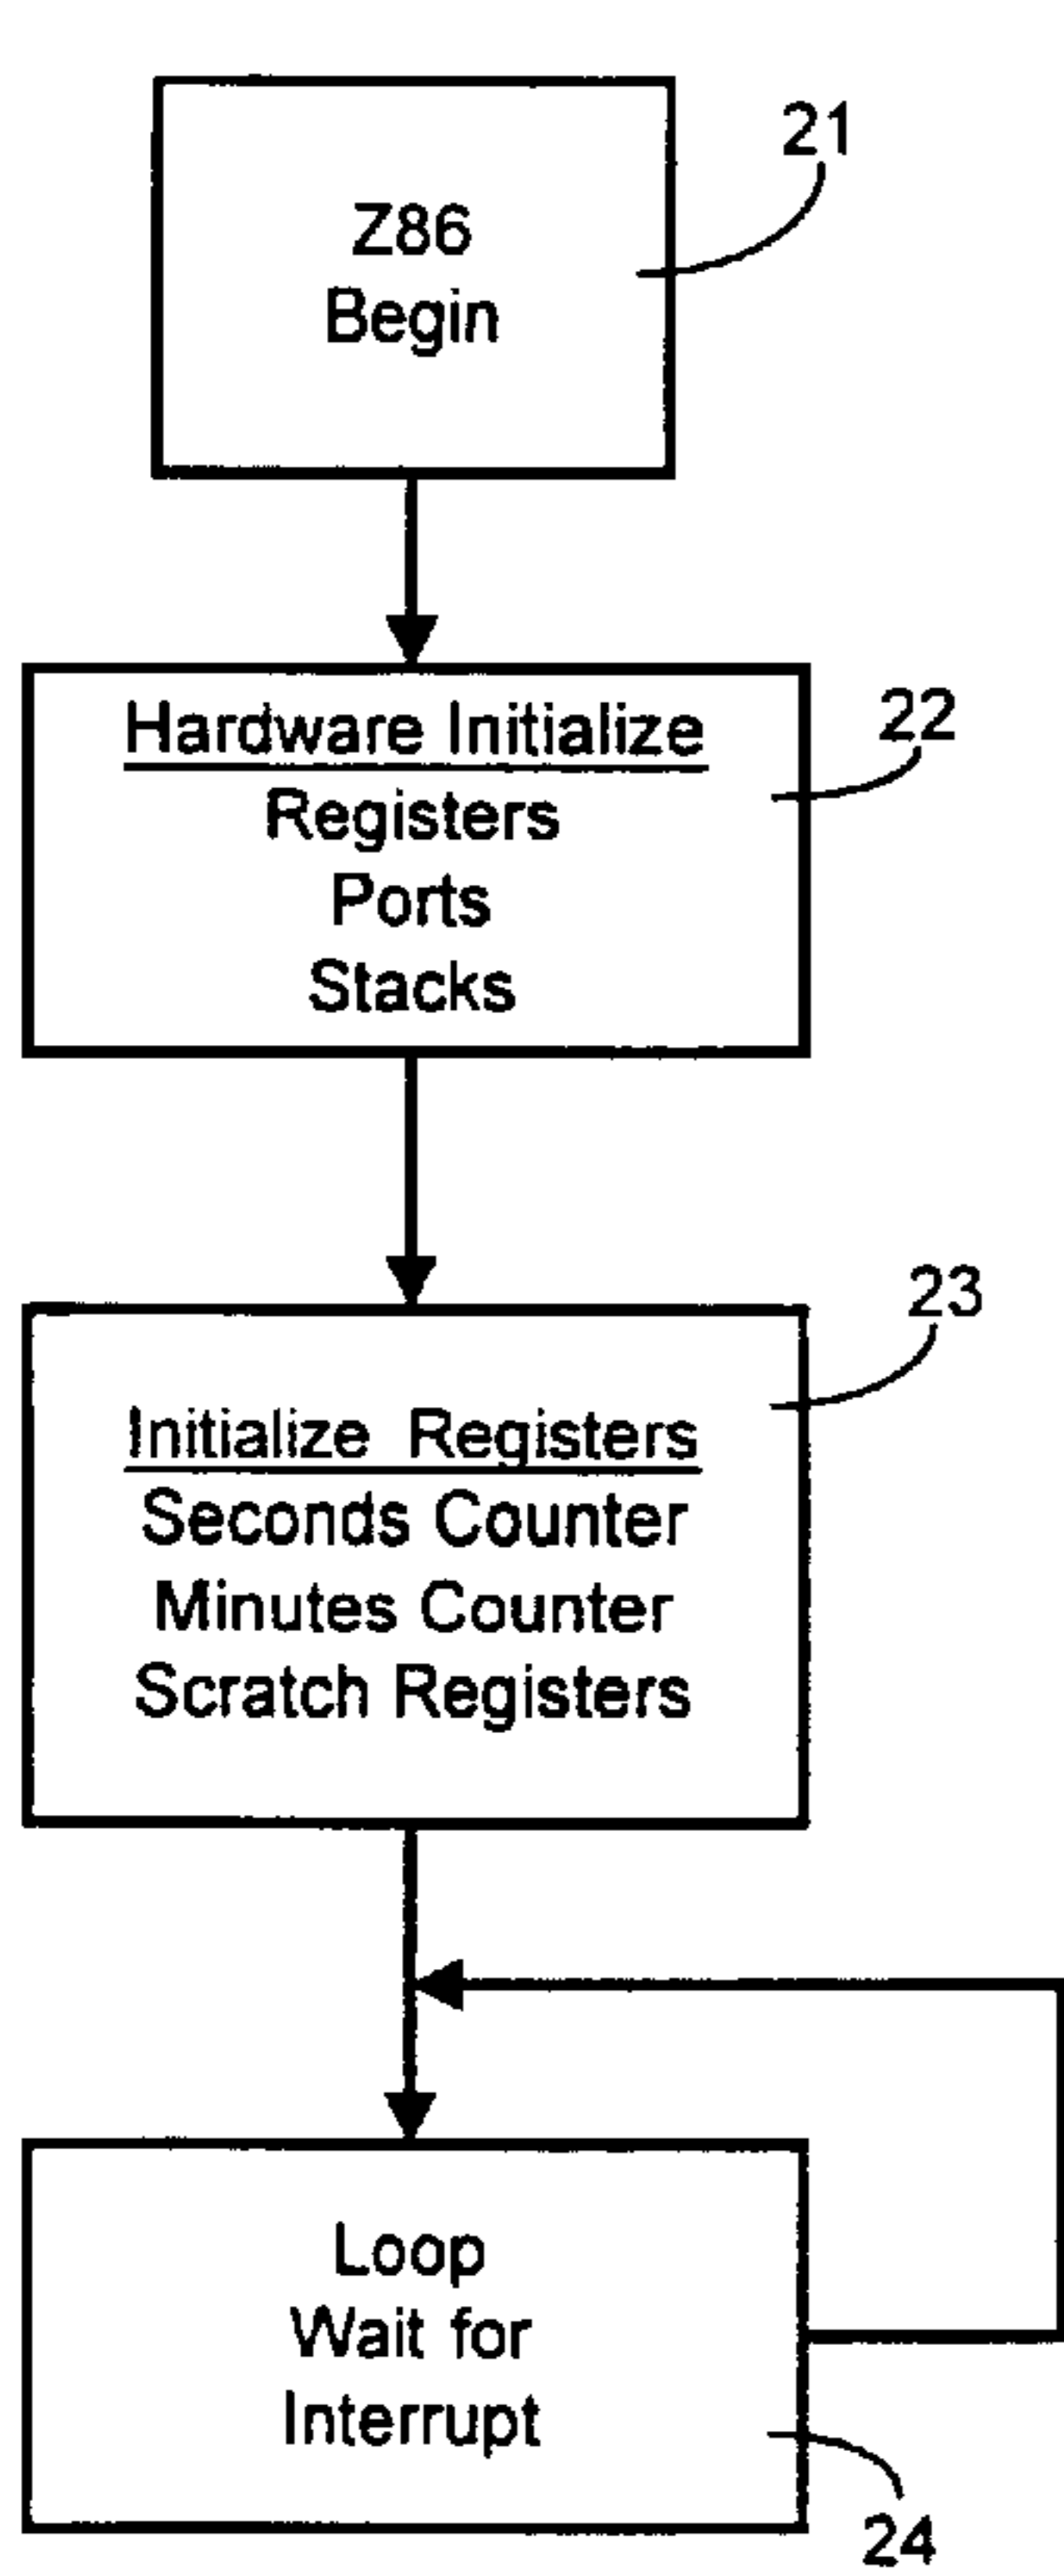 21
Z86
Begin
22
Hardware Initialize
Registers
Ports
Stacks
23
Initialize Registers
Seconds Counter
Minutes Counter
Scratch Registers
Loop
Wait for
Interrupt
24